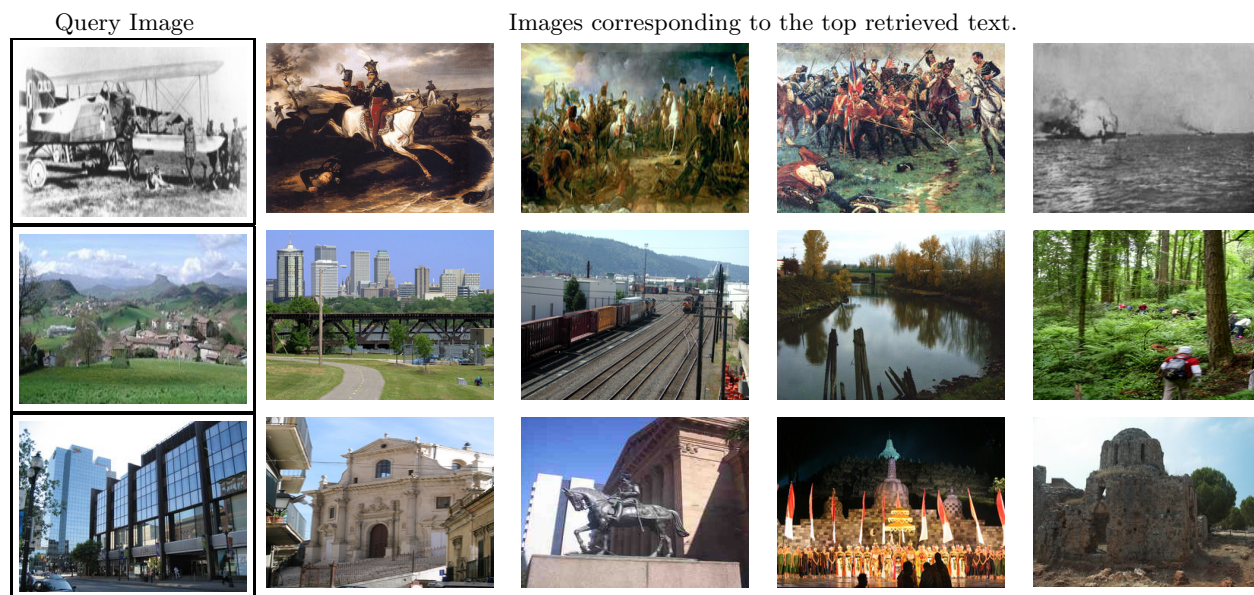 Query Image
Images corresponding to the top retrieved text.